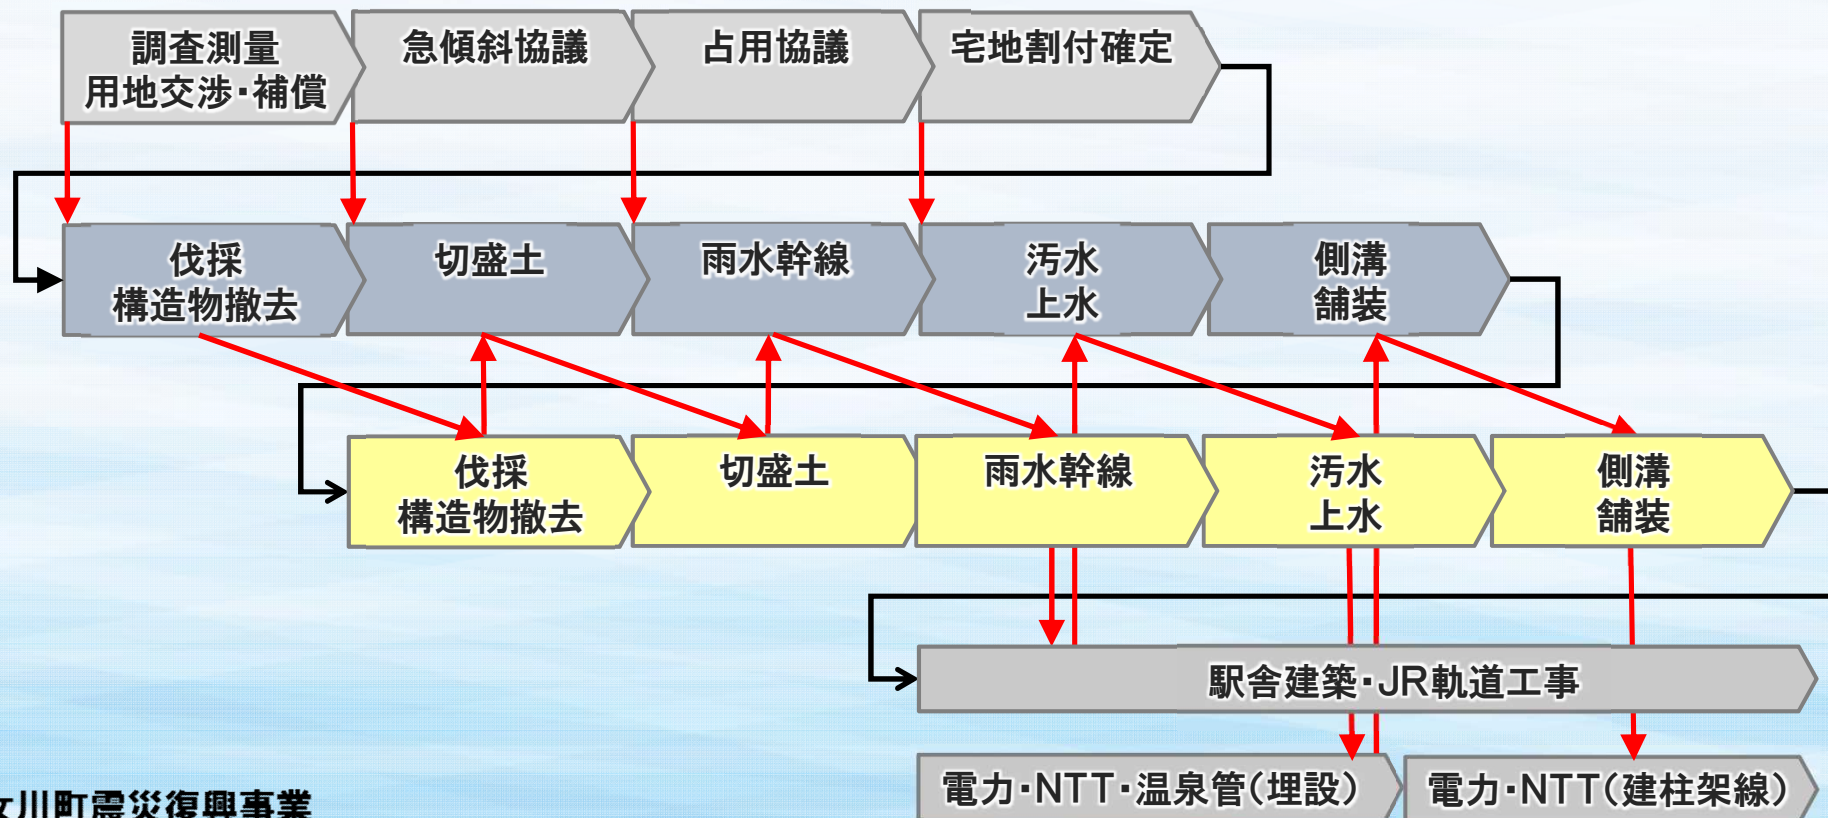 調査測量
用地交渉・補償
急傾斜協議
占用協議
宅地割付確定
伐採
構造物撤去
切盛土
雨水幹線
汚水
上水
側溝
舗装
伐採
構造物撤去
切盛土
雨水幹線
汚水
上水
側溝
舗装
駅舎建築・JR軌道工事
電力・NTT・温泉管(埋設)
電力・NTT(建柱架線)
女川町震災復興事業